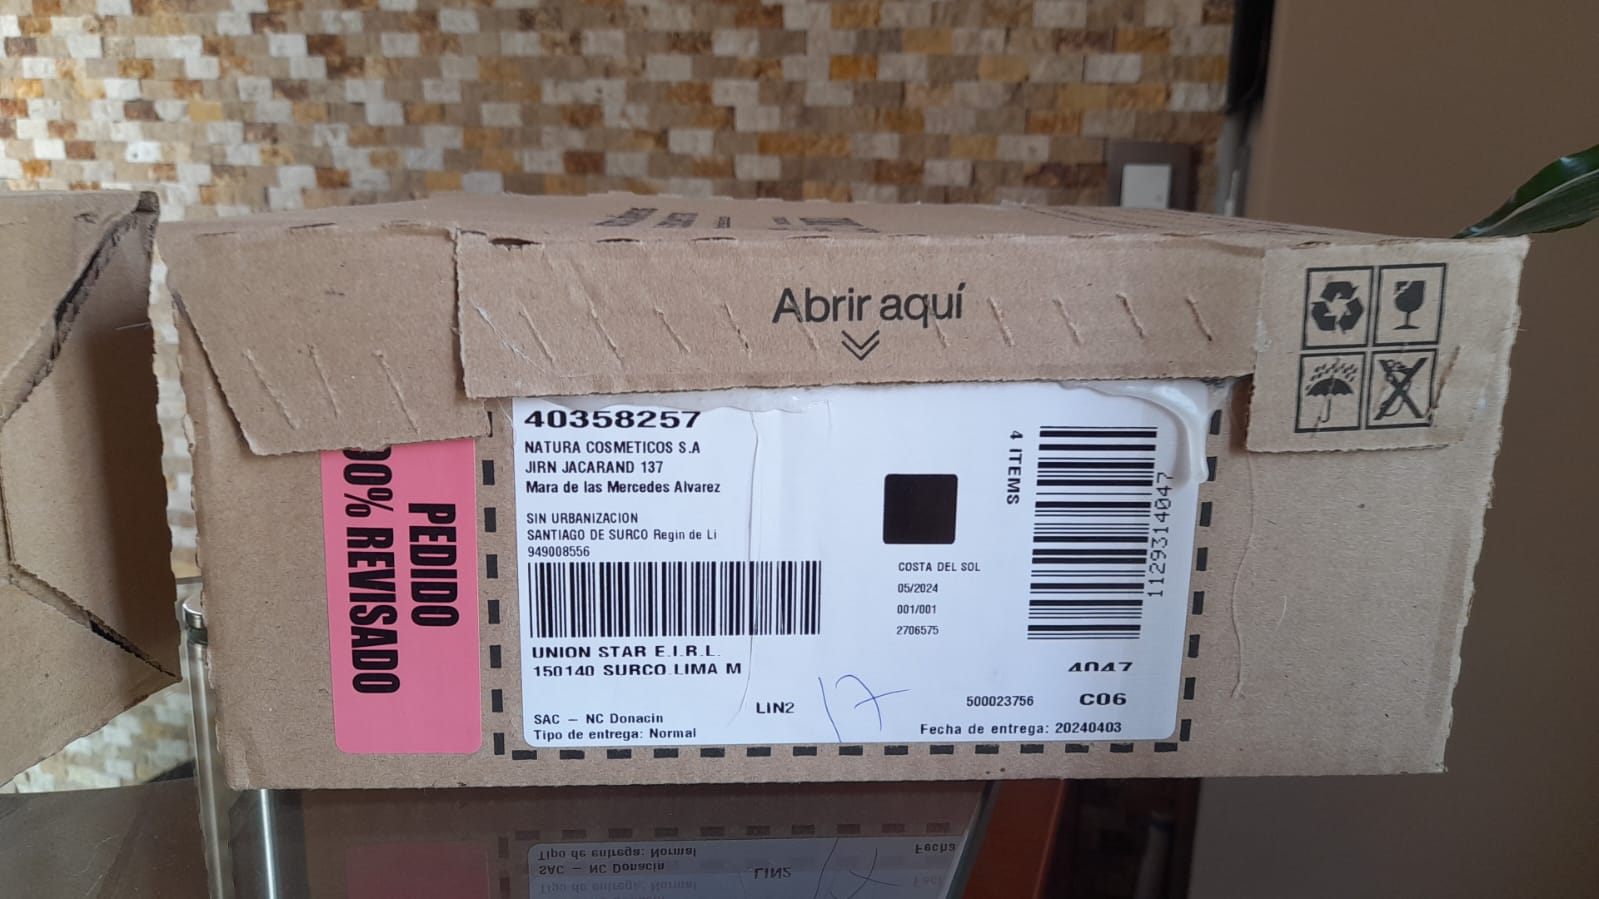 Abrir aquí
PEDIDO
00% REVISADO
40358257
NATURA COSMETICOS S.A
JIRN JACARAND 137
Mara de las Mercedes Alvarez
SIN URBANIZACION
SANTIAGO DE SURCO Regin de Li
949008556
UNION STAR E.I.R.L.
150140 SURCO.LIMA M
SAC - NC Donacin
Tipo de entrega: Normal
LIN2
17
COSTA DEL SOL
05/2024
001/001
2706575
4 ITEMS
1129314047
4047
500023756
C06
Fecha de entrega: 20240403